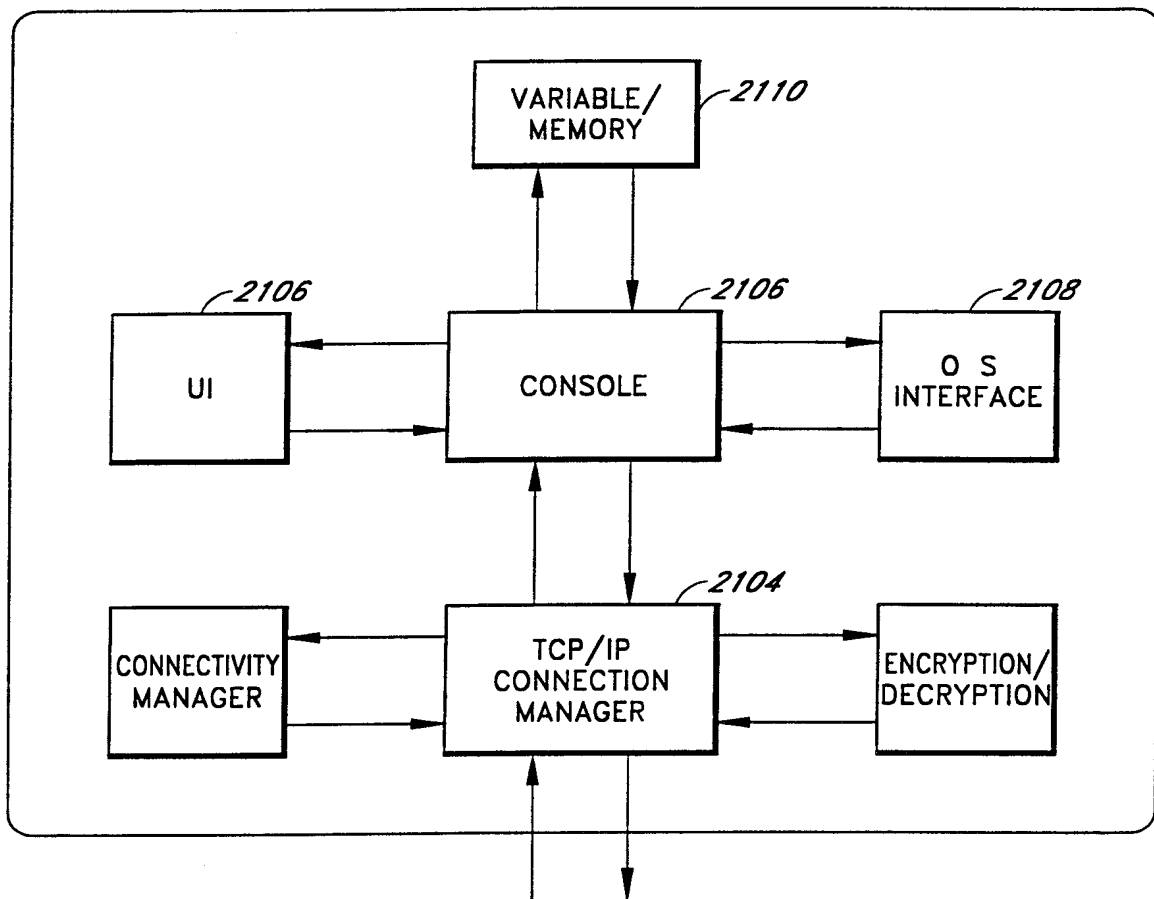 2110
VARIABLE/
MEMORY
2106
2106
2108
UI
CONSOLE
O S
INTERFACE
2104
CONNECTIVITY
MANAGER
TCP/IP
CONNECTION
MANAGER
ENCRYPTION/
DECRYPTION